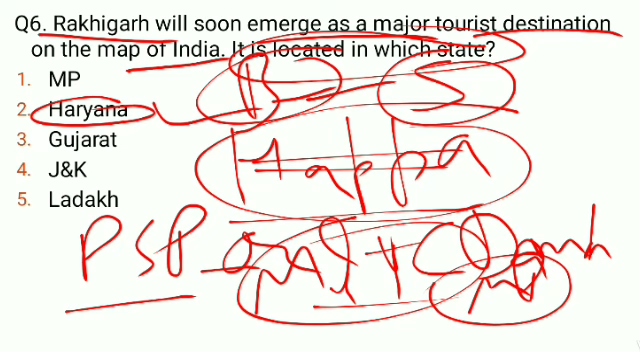 Q6. Rakhigarh will soon emerge as a major tourist destination
on the map of India. It is located in which state?
1. MP
2. Haryana
3. Gujarat
4. J&K
5. Ladakh
B S
Happa
PSP